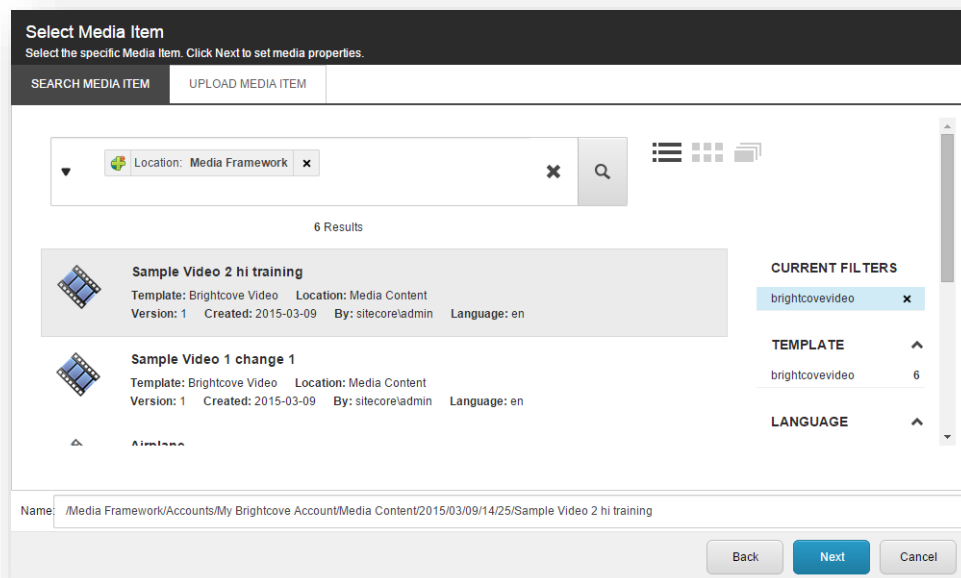 Select Media Item
Select the specific Media Item. Click Next to set media properties.
SEARCH MEDIA ITEM UPLOAD MEDIA ITEM
Location: Media Framework
6 Results
Sample Video 2 hi training
Template: Brightcove Video Location: Media Content
Version: 1 Created: 2015-03-09 By: sitecore\admin Language: en
Sample Video 1 change 1
Template: Brightcove Video Location: Media Content
Version: 1 Created: 2015-03-09 By: sitecore\admin Language: en
Airplane
CURRENT FILTERS
brightcovevideo
TEMPLATE
brightcovevideo 6
LANGUAGE
Name: /Media Framework/Accounts/My Brightcove Account/Media Content/2015/03/09/14/25/Sample Video 2 hi training
Back Next Cancel